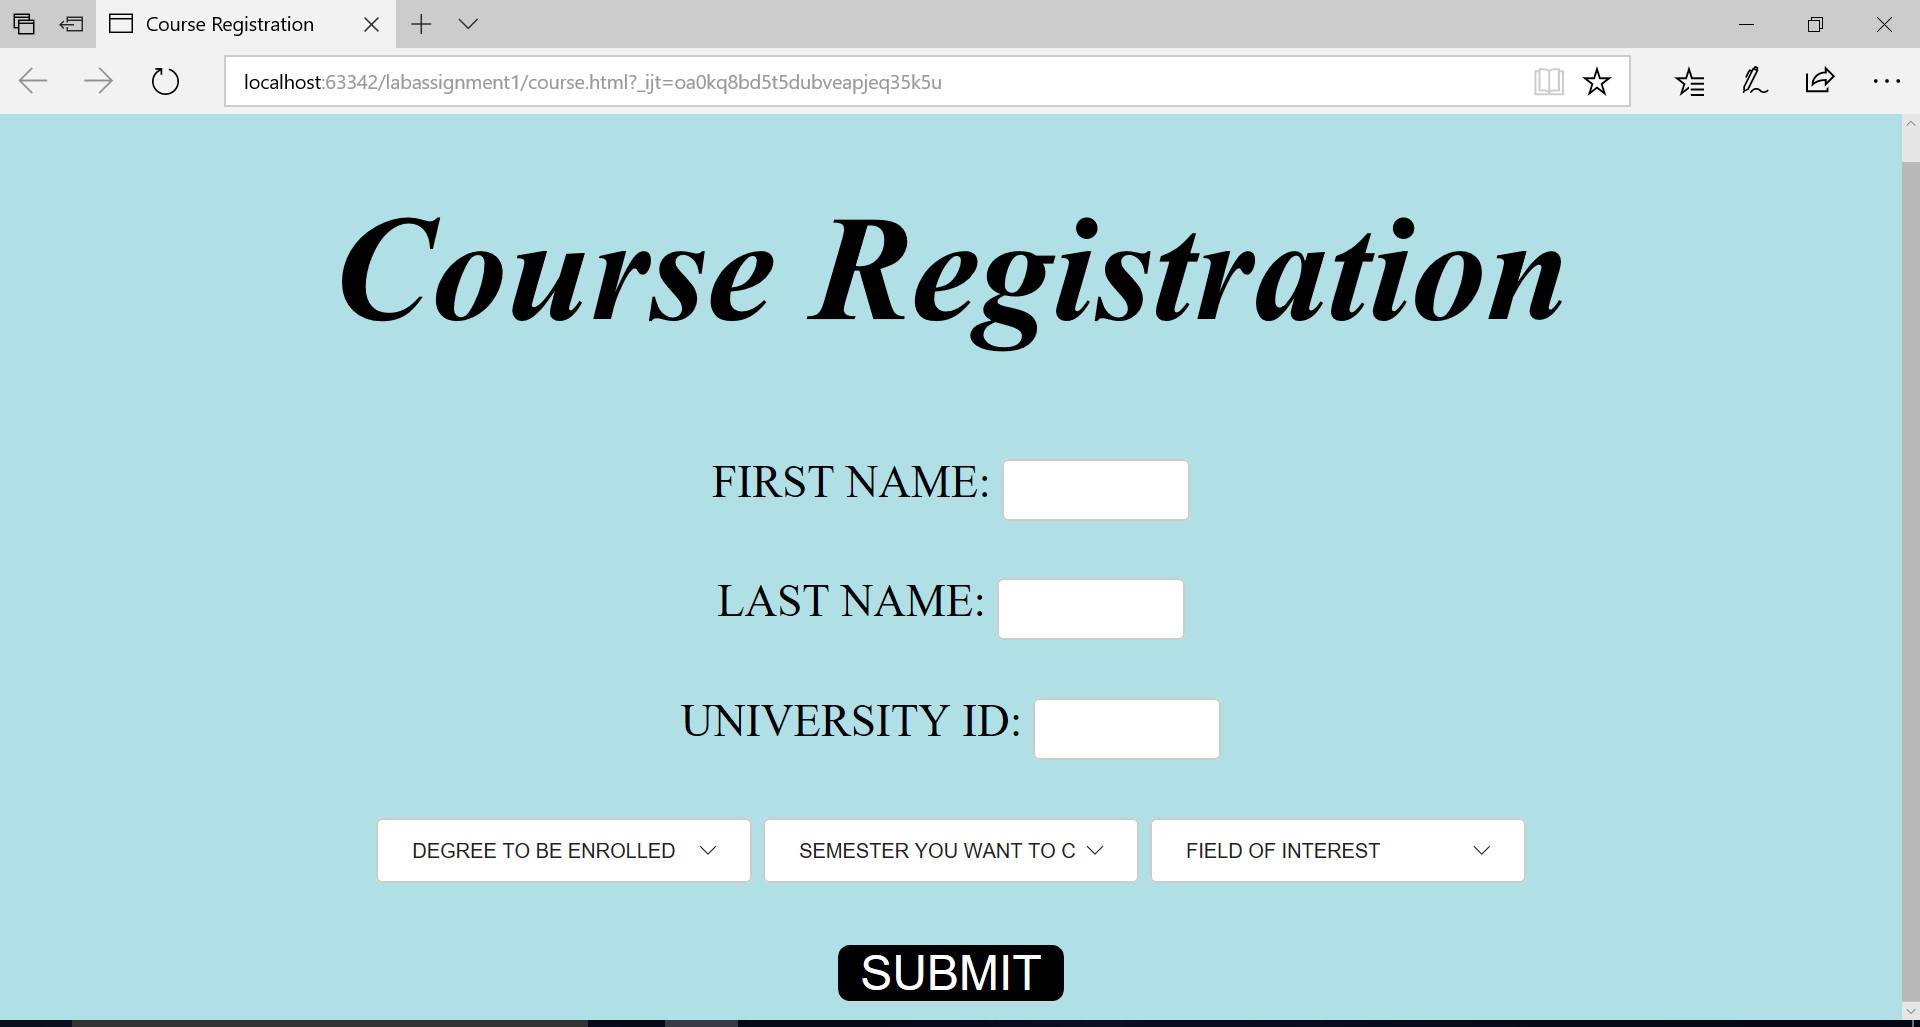 Course Registration
localhost:63342/labassignment1/course.html?_ijt=oa0kq8bd5t5dubveapjeq35k5u
Course Registration
FIRST NAME:
LAST NAME:
UNIVERSITY ID:
DEGREE TO BE ENROLLED SEMESTER YOU WANT TO C FIELD OF INTEREST
SUBMIT